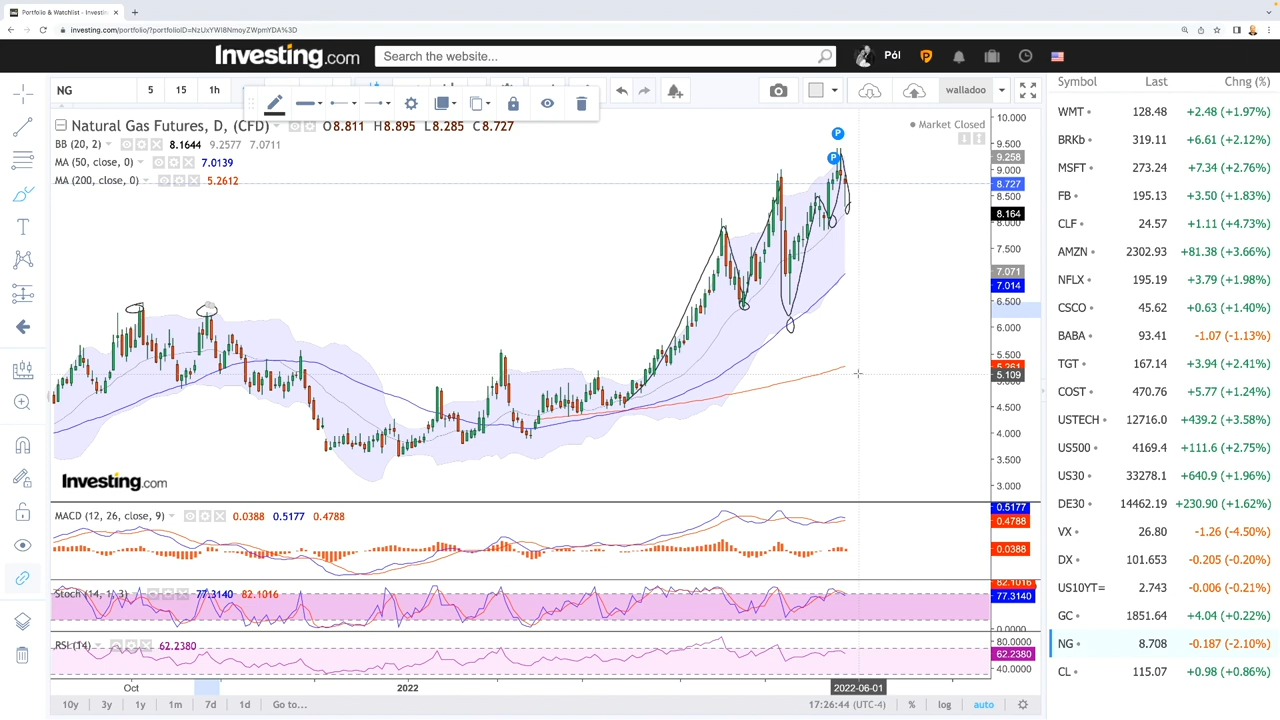 Portfolio & Watchlist - Investin
investing.com/portfolio/?portfolioID=NzUxYWI8NmoyZWpmYDA%3D
Investing.com
Search the website...
Pól
NG
5
15
1h
walladoo
Natural Gas Futures, D, (CFD)
O8.811 H8.895 L8.285 C8.727
Market Closed
BB (20, 2)
8.1644 9.2577 7.0711
MA (50, close, 0)
7.0139
MA (200, close, 0)
5.2612
P
P
10.000
9.500
9.258
9.000
8.727
8.500
8.164
8.000
7.500
7.071
7.014
6.500
6.000
5.500
5.261
5.109
5.000
4.500
4.000
3.500
3.000
Investing.com
MACD (12, 26, close, 9)
0.0388 0.5177 0.4788
0.5177
0.4788
0.0388
Stoch (14, 1, 3)
77.3140 82.1016
82.1016
77.3140
0.0000
RSI (14)
62.2380
80.0000
62.2380
40.0000
Oct
2022
2022-06-01
10y 3y 1y 1m 7d 1d Go to...
17:26:44 (UTC-4)
% log auto
Symbol Last Chng (%)
WMT 128.48 +2.48 (+1.97%)
BRKb 319.11 +6.61 (+2.12%)
MSFT 273.24 +7.34 (+2.76%)
FB 195.13 +3.50 (+1.83%)
CLF 24.57 +1.11 (+4.73%)
AMZN 2302.93 +81.38 (+3.66%)
NFLX 195.19 +3.79 (+1.98%)
CSCO 45.62 +0.63 (+1.40%)
BABA 93.41 -1.07 (-1.13%)
TGT 167.14 +3.94 (+2.41%)
COST 470.76 +5.77 (+1.24%)
USTECH 12716.0 +439.2 (+3.58%)
US500 4169.4 +111.6 (+2.75%)
US30 33278.1 +640.9 (+1.96%)
DE30 14462.19 +230.90 (+1.62%)
VX 26.80 -1.26 (-4.50%)
DX 101.653 -0.205 (-0.20%)
US10YT= 2.743 -0.006 (-0.21%)
GC 1851.64 +4.04 (+0.22%)
NG 8.708 -0.187 (-2.10%)
CL 115.07 +0.98 (+0.86%)